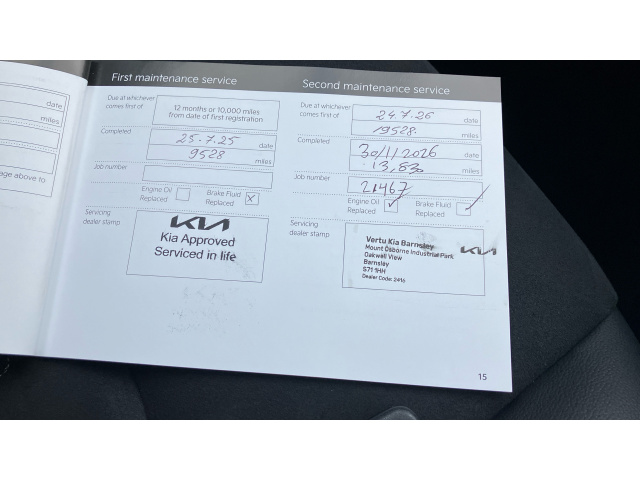 First maintenance service
Due at whichever comes first of
12 months or 10,000 miles
from date of first registration
Completed
25.7.25 date
9528 miles
Job number
Engine Oil Replaced
Brake Fluid Replaced X
Servicing dealer stamp
KIA
Kia Approved
Serviced in life
Second maintenance service
Due at whichever comes first of
24.7.26 date
19528 miles
Completed
30/1/2026 date
13,830 miles
Job number
21467
Engine Oil Replaced ✓
Brake Fluid Replaced ✓
Servicing dealer stamp
Vertu Kia Barnsley
Mount Osborne Industrial Park
Oakwell View
Barnsley
S71 1HH
Dealer Code: 2416
KIA
date
miles
age above to
15